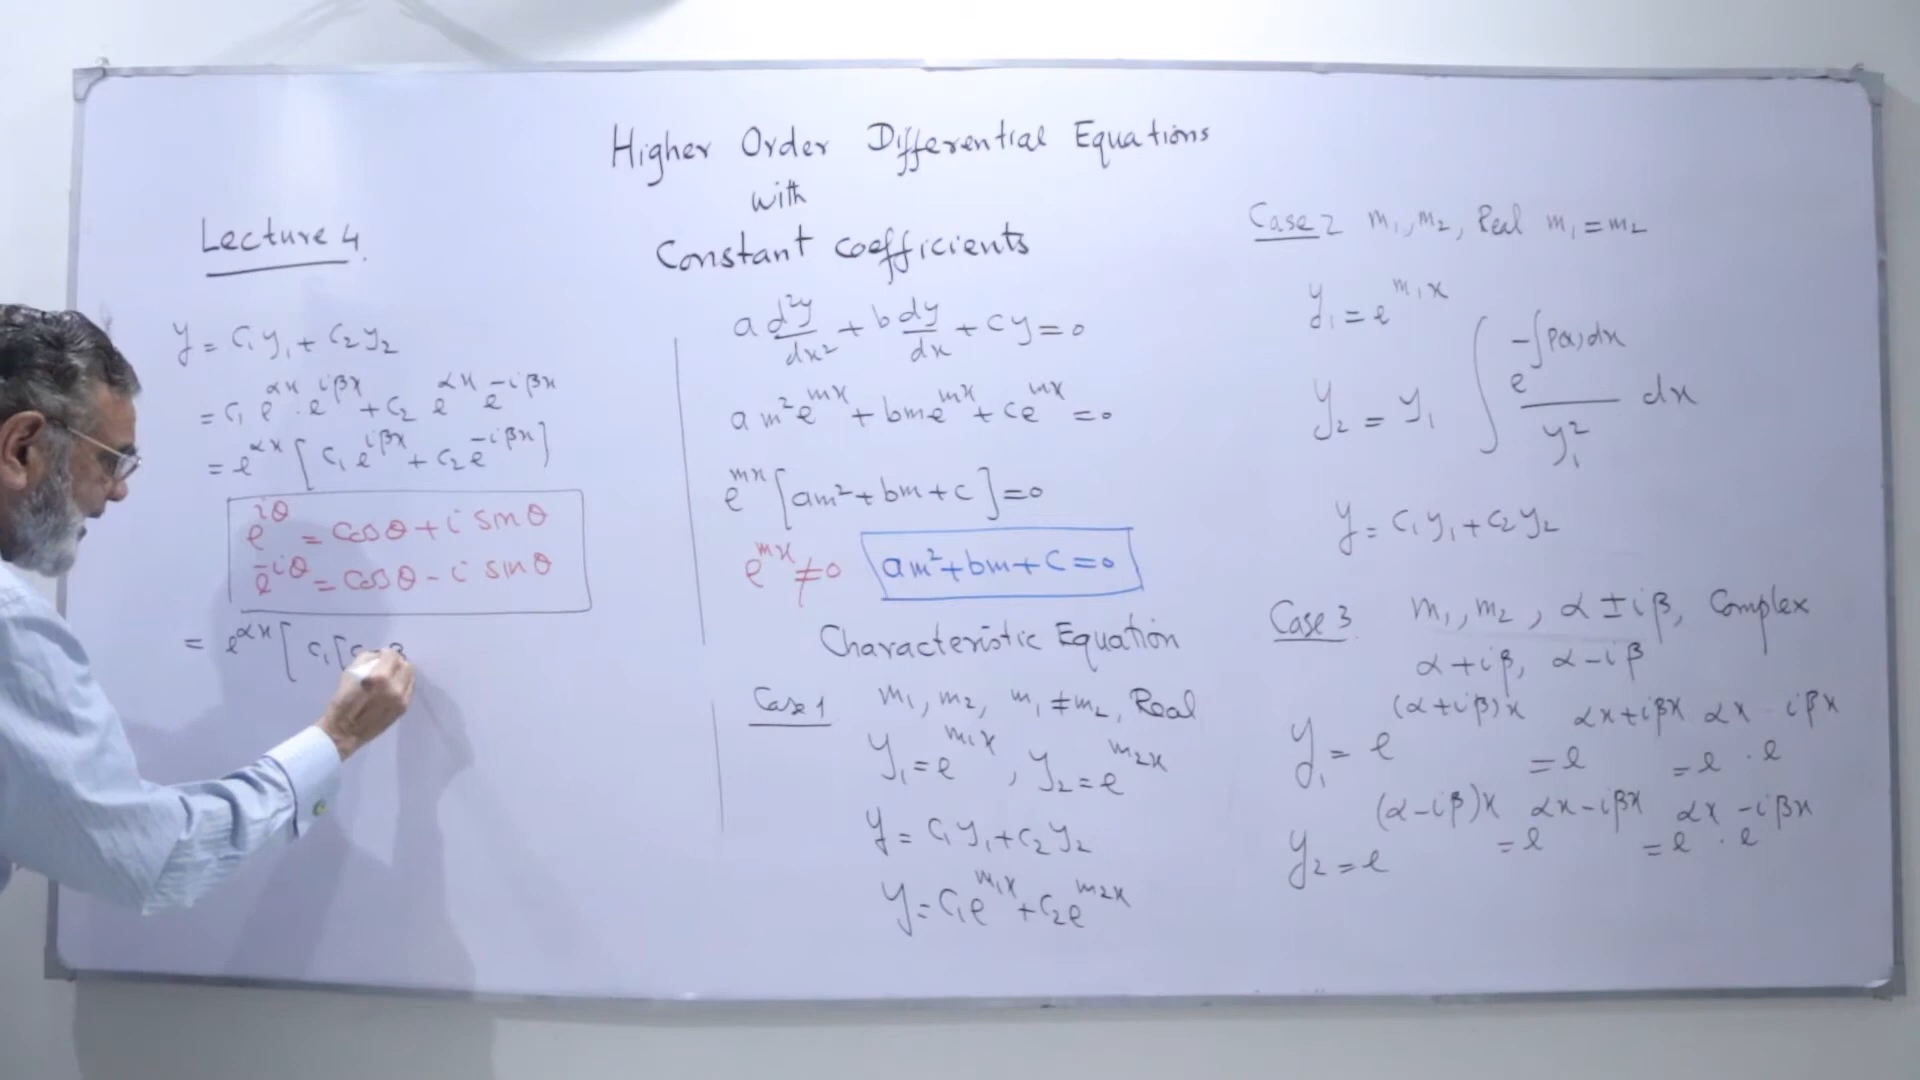 Higher Order Differential Equations
with
Constant coefficients
Lecture 4.
y = c₁y₁ + c₂y₂
= c₁ e^{αx} . e^{iβx} + c₂ e^{αx} e^{-iβx}
= e^{αx} [ c₁ e^{iβx} + c₂ e^{-iβx} ]
e^{iθ} = cosθ + i sinθ
e^{-iθ} = cosθ - i sinθ
= e^{αx} [ c₁ [
a d²y/dx² + b dy/dx + cy = 0
a m² e^{mx} + bm e^{mx} + c e^{mx} = 0
e^{mx} [ am² + bm + c ] = 0
e^{mx} ≠ 0 am² + bm + c = 0
Characteristic Equation
Case 1 m₁, m₂, m₁ ≠ m₂, Real
y₁ = e^{m₁x} , y₂ = e^{m₂x}
y = c₁y₁ + c₂y₂
y = c₁e^{m₁x} + c₂e^{m₂x}
Case 2 m₁, m₂, Real m₁ = m₂
y₁ = e^{m₁x}
y₂ = y₁ ∫ e^{-∫P(x)dx} / y₁² dx
y = c₁y₁ + c₂y₂
Case 3 m₁, m₂ , α ± iβ, Complex
α + iβ, α - iβ
y₁ = e^{(α+iβ)x} = e^{αx+iβx} = e^{αx} . e^{iβx}
y₂ = e^{(α-iβ)x} = e^{αx-iβx} = e^{αx} . e^{-iβx}